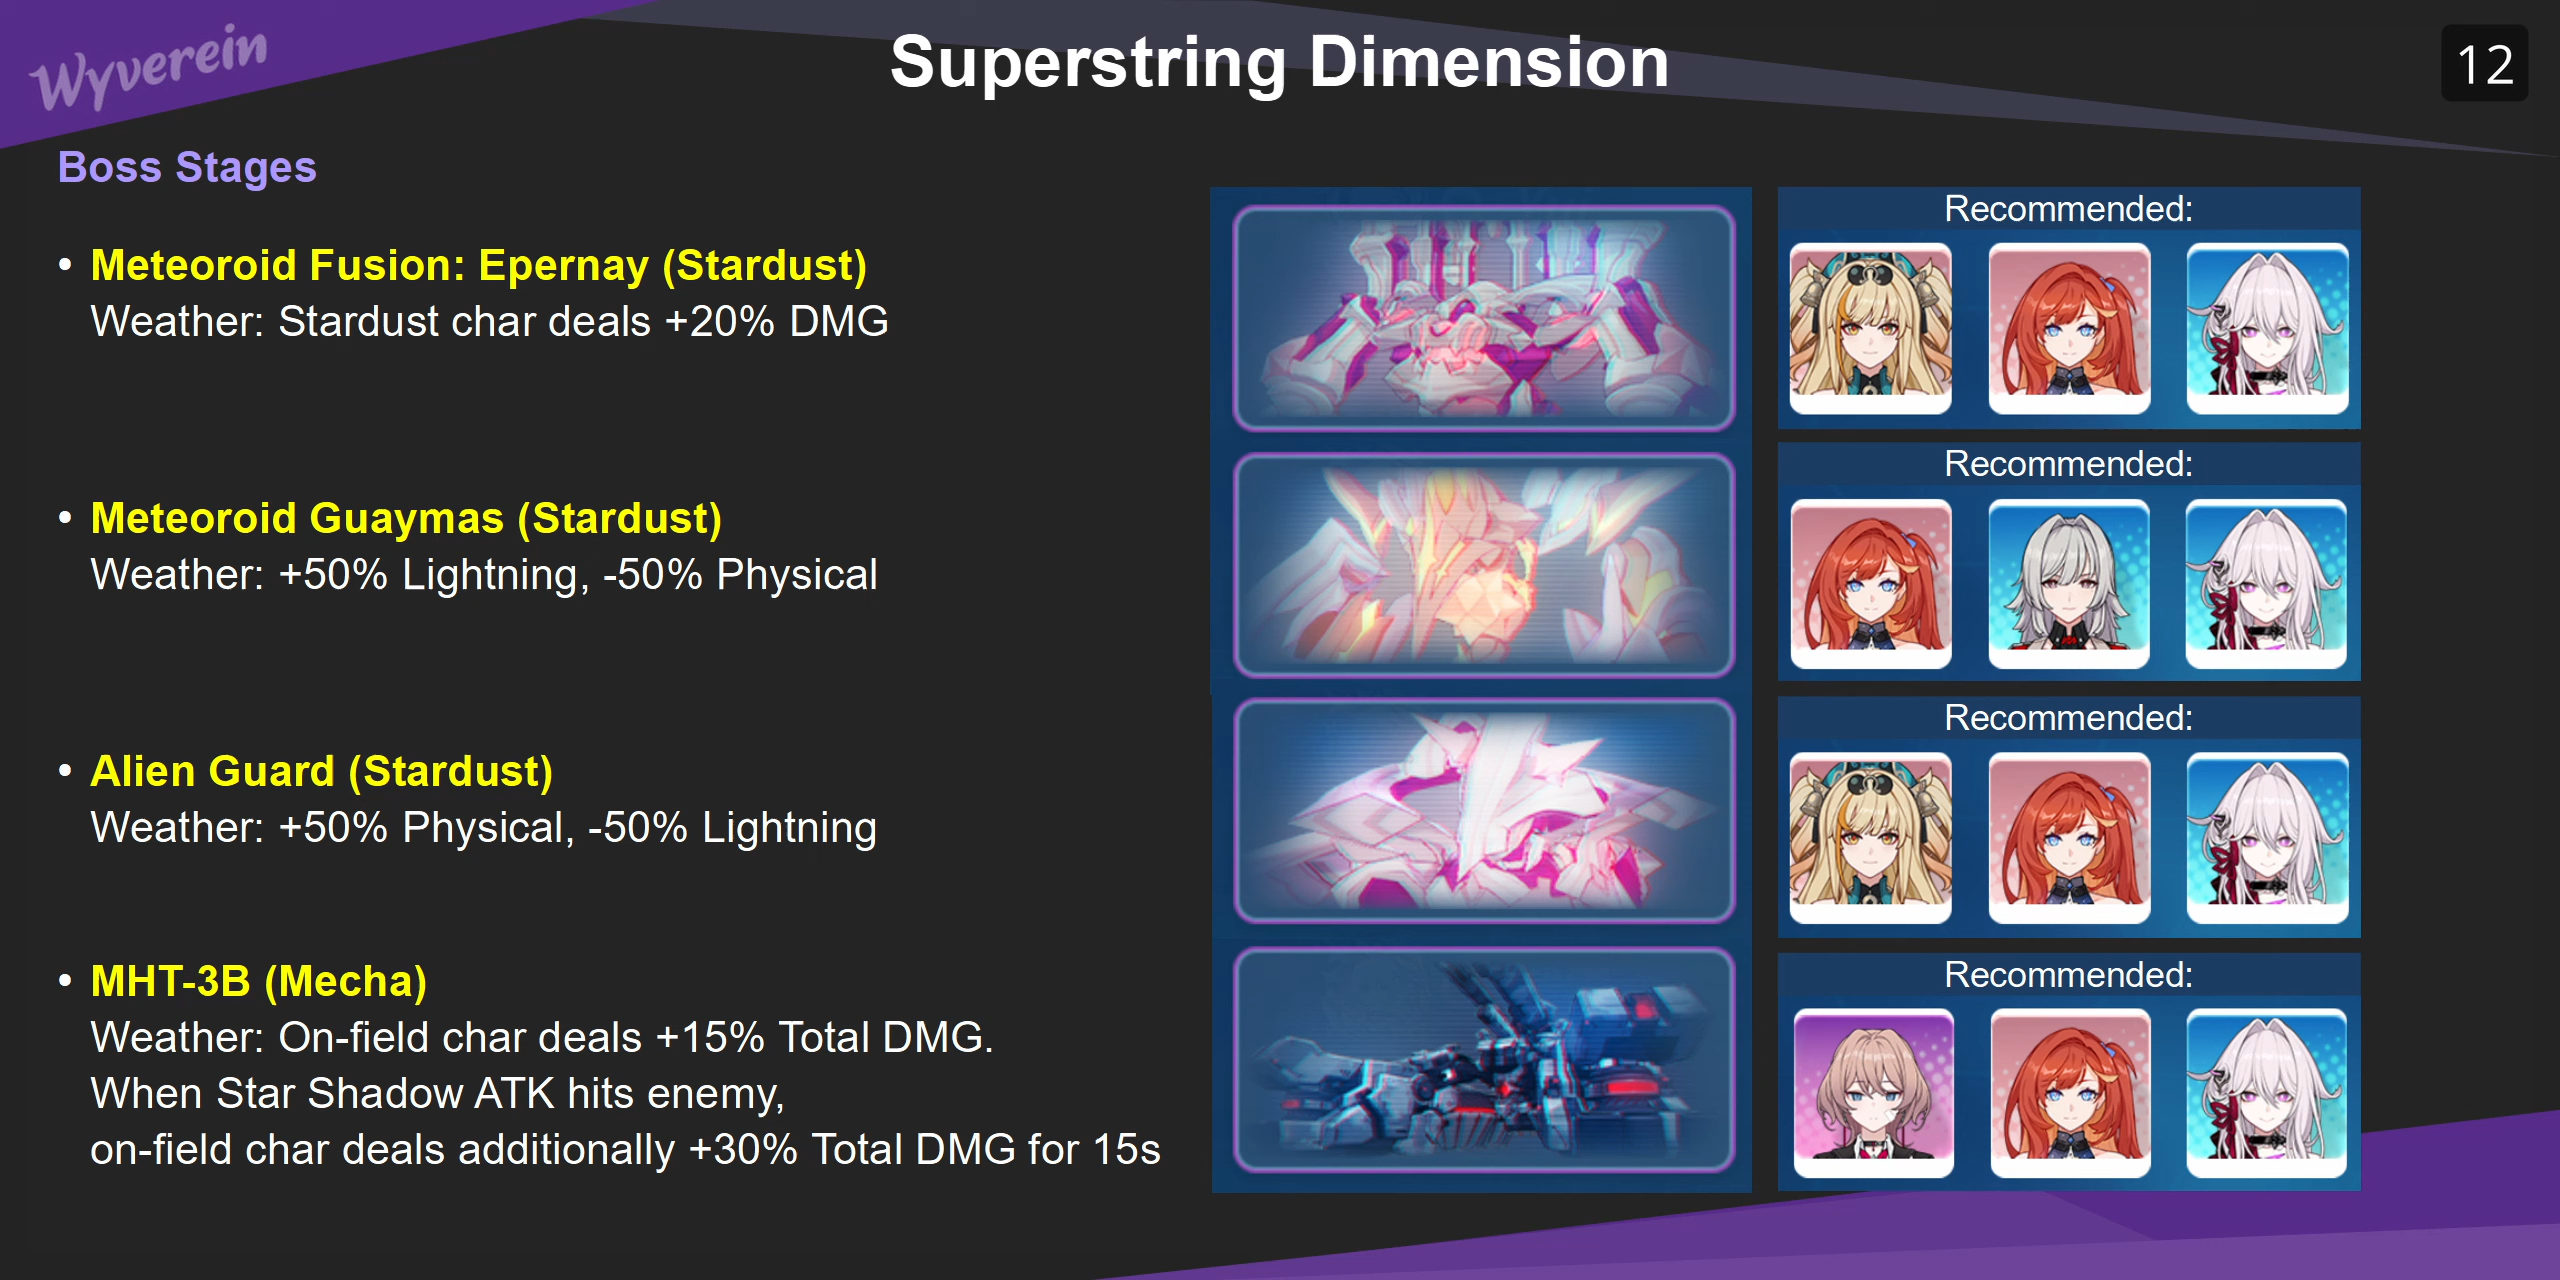 Wyverein
Superstring Dimension
12
Boss Stages
• Meteoroid Fusion: Epernay (Stardust)
Weather: Stardust char deals +20% DMG
Recommended:
• Meteoroid Guaymas (Stardust)
Weather: +50% Lightning, -50% Physical
Recommended:
• Alien Guard (Stardust)
Weather: +50% Physical, -50% Lightning
Recommended:
• MHT-3B (Mecha)
Weather: On-field char deals +15% Total DMG.
When Star Shadow ATK hits enemy,
on-field char deals additionally +30% Total DMG for 15s
Recommended: